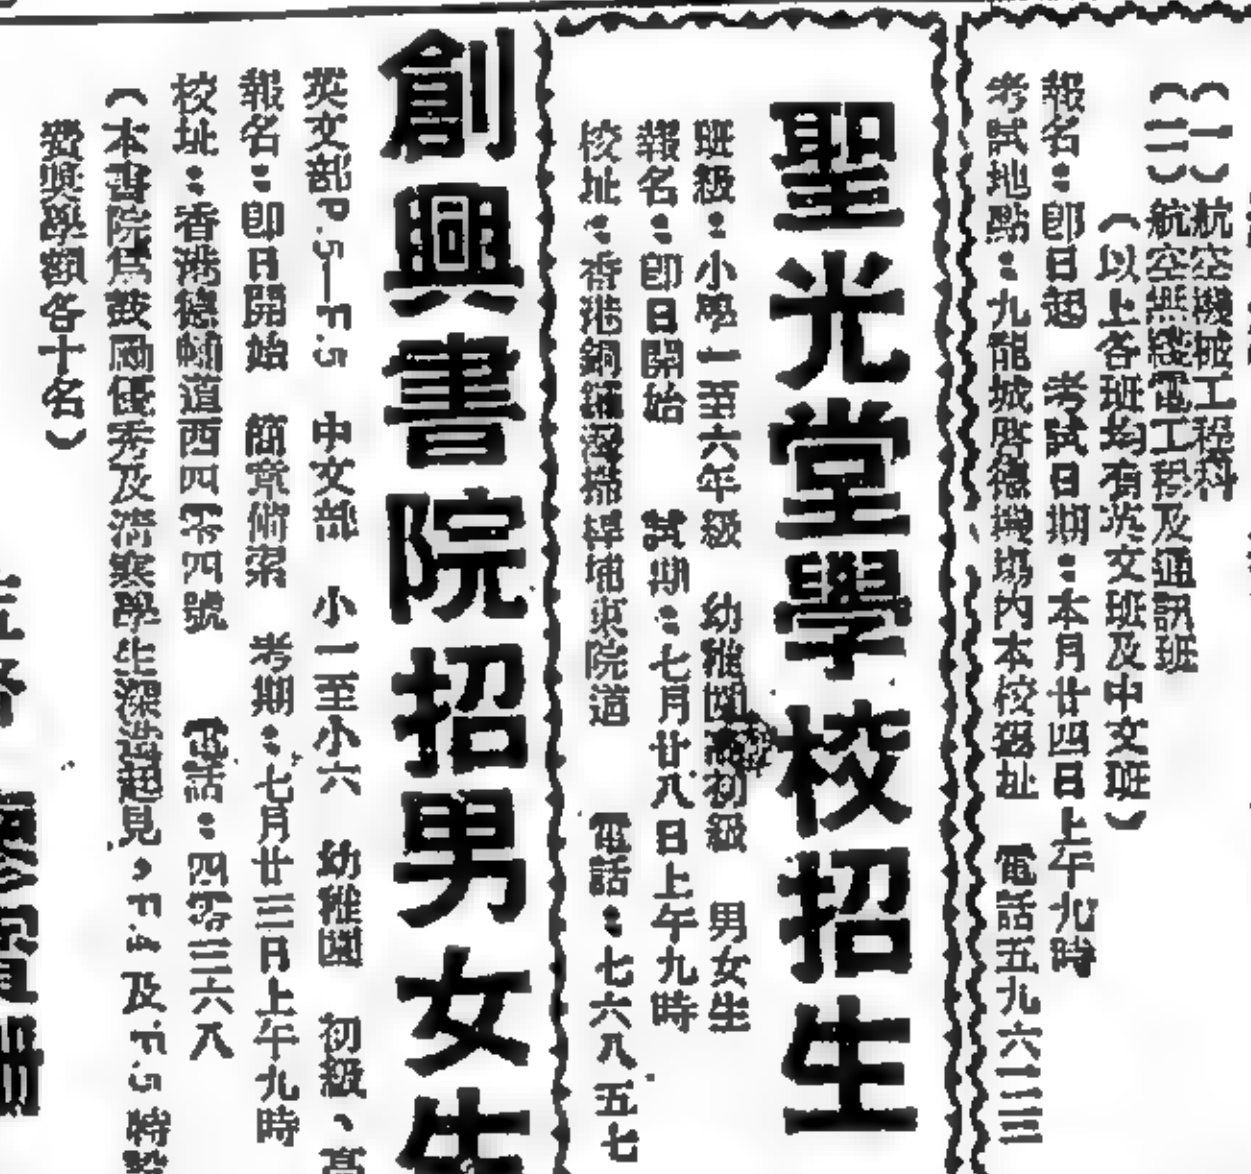 (一)航空機械工程科
(二)航空無綫電工程及通訊班
(以上各班均有英文班及中文班)
報名：即日起　考試日期：本月廿四日上午九時
考試地點：九龍城啓德機塲內本校 址　電話五九六一三三
聖光堂學校招生
班級：小學一至六年級　幼稚園 初級　男女生
報名：即日開始　試期：七月廿八日上午九時
校址：香港銅鑼灣掃桿埔東院道　電話：七六八五七
創興書院招男女生
英文部P.5—F.5　中文部　小一至小六　幼稚園　初級、高
報名：即日開始　簡章備索　考期：七月廿三日上午九時
校址：香港德輔道西四 四號　電話：四 三六八
(本書院爲鼓勵優秀及清寒學生深造起見，F.4及F.5特設
獎學額各十名)